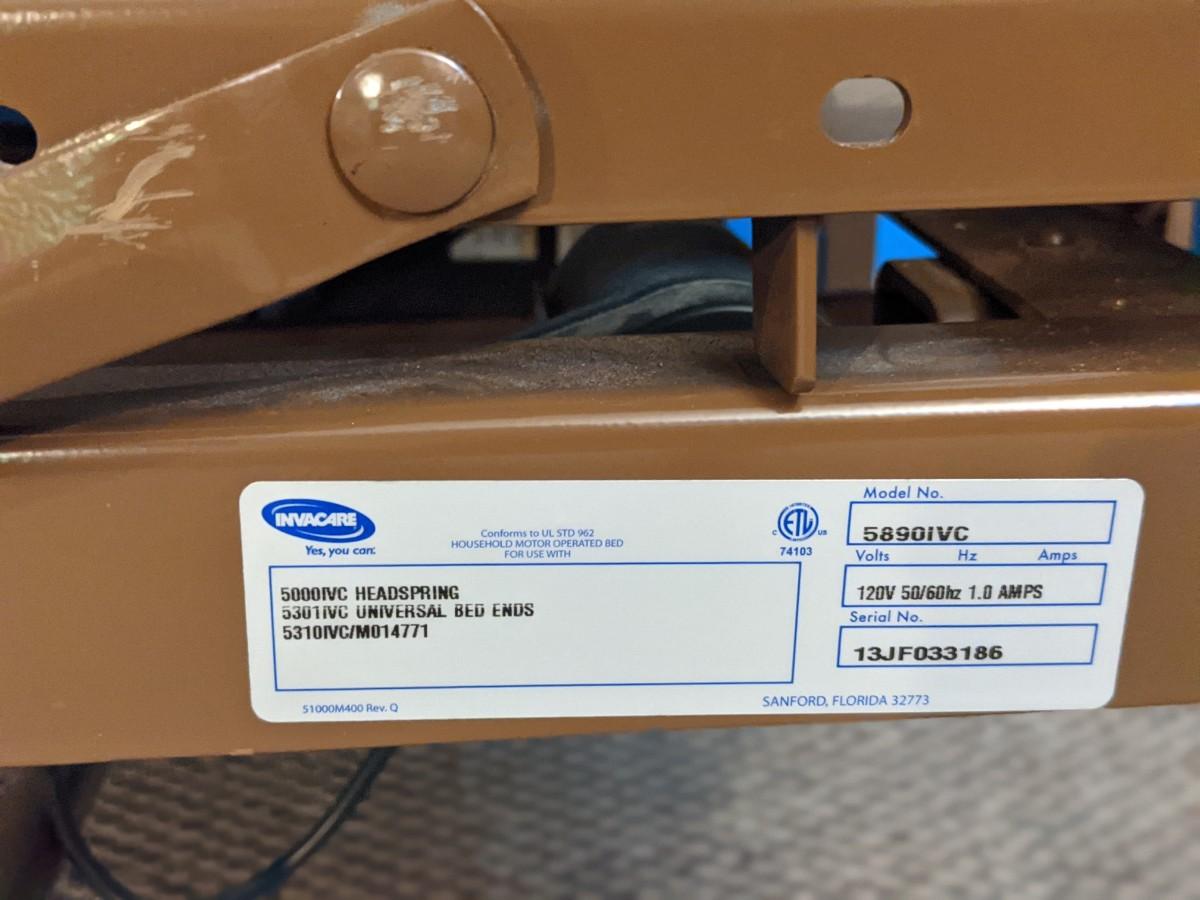 INVACARE
Yes, you can.
Conforms to UL STD 962
HOUSEHOLD MOTOR OPERATED BED
FOR USE WITH
C ETL US
74103
5000IVC HEADSPRING
5301IVC UNIVERSAL BED ENDS
5310IVC/M014771
51000M400 Rev. Q
Model No.
5890IVC
Volts Hz Amps
120V 50/60hz 1.0 AMPS
Serial No.
13JF033186
SANFORD, FLORIDA 32773